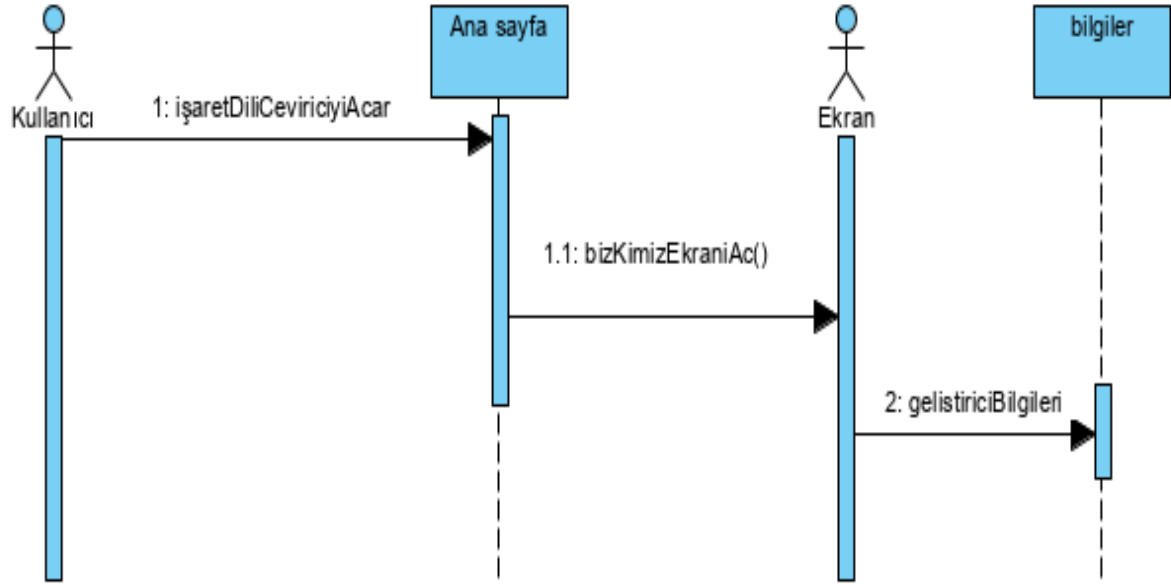 Ana sayfa
bilgiler
Kullanıcı
1: işaretDiliCeviriciyiAcar
Ekran
1.1: bizKimizEkraniAc()
2: gelistiriciBilgileri